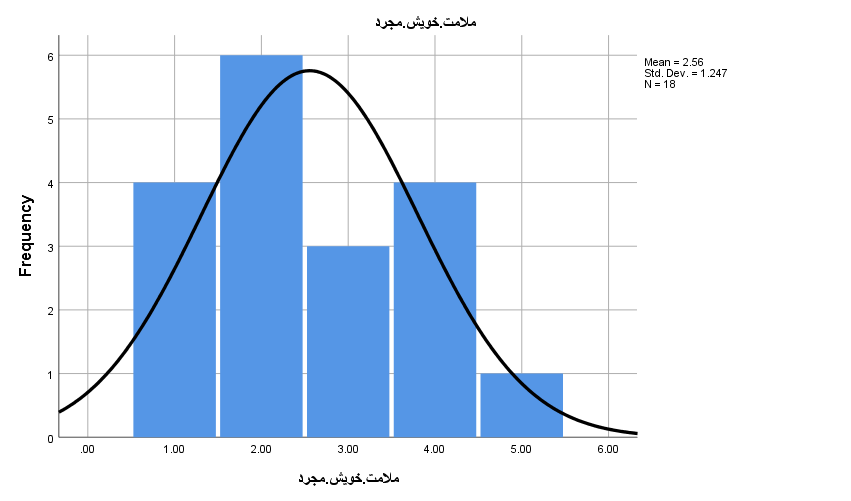 ملامت.خویش.مجرد
Mean = 2.56
Std. Dev. = 1.247
N = 18
Frequency
6
5
4
3
2
1
0
.00 1.00 2.00 3.00 4.00 5.00 6.00
ملامت.خویش.مجرد